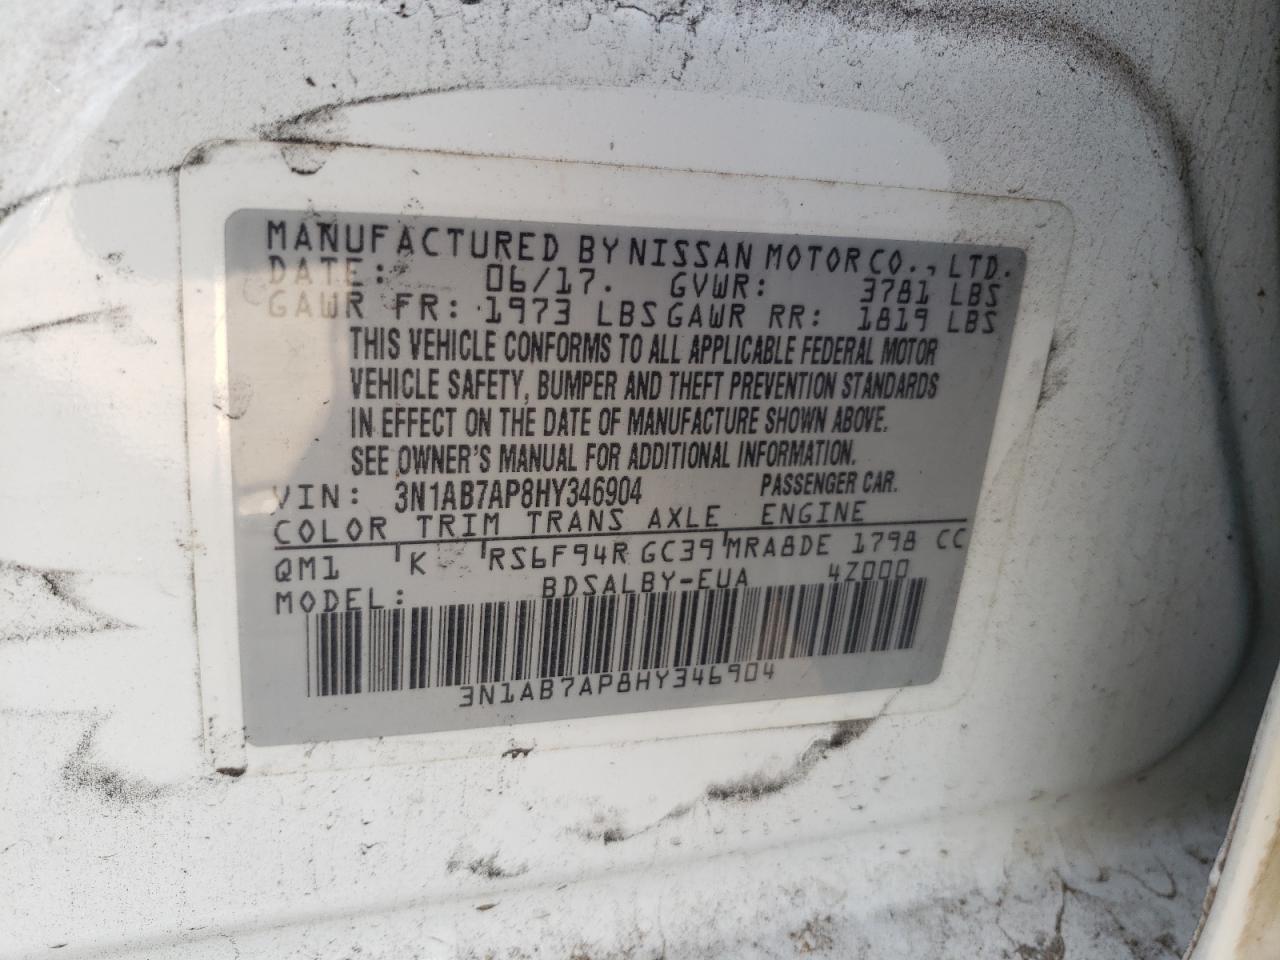 MANUFACTURED BY NISSAN MOTOR CO., LTD.
DATE: 06/17. GVWR: 3781 LBS
GAWR FR: 1973 LBS GAWR RR: 1819 LBS
THIS VEHICLE CONFORMS TO ALL APPLICABLE FEDERAL MOTOR
VEHICLE SAFETY, BUMPER AND THEFT PREVENTION STANDARDS
IN EFFECT ON THE DATE OF MANUFACTURE SHOWN ABOVE.
SEE OWNER'S MANUAL FOR ADDITIONAL INFORMATION.
VIN: 3N1AB7AP8HY346904 PASSENGER CAR.
COLOR TRIM TRANS AXLE ENGINE
QM1 K RS6F94R GC39 MRA8DE 1798 CC
MODEL: BDSALBY-EUA 4Z000
3N1AB7AP8HY346904